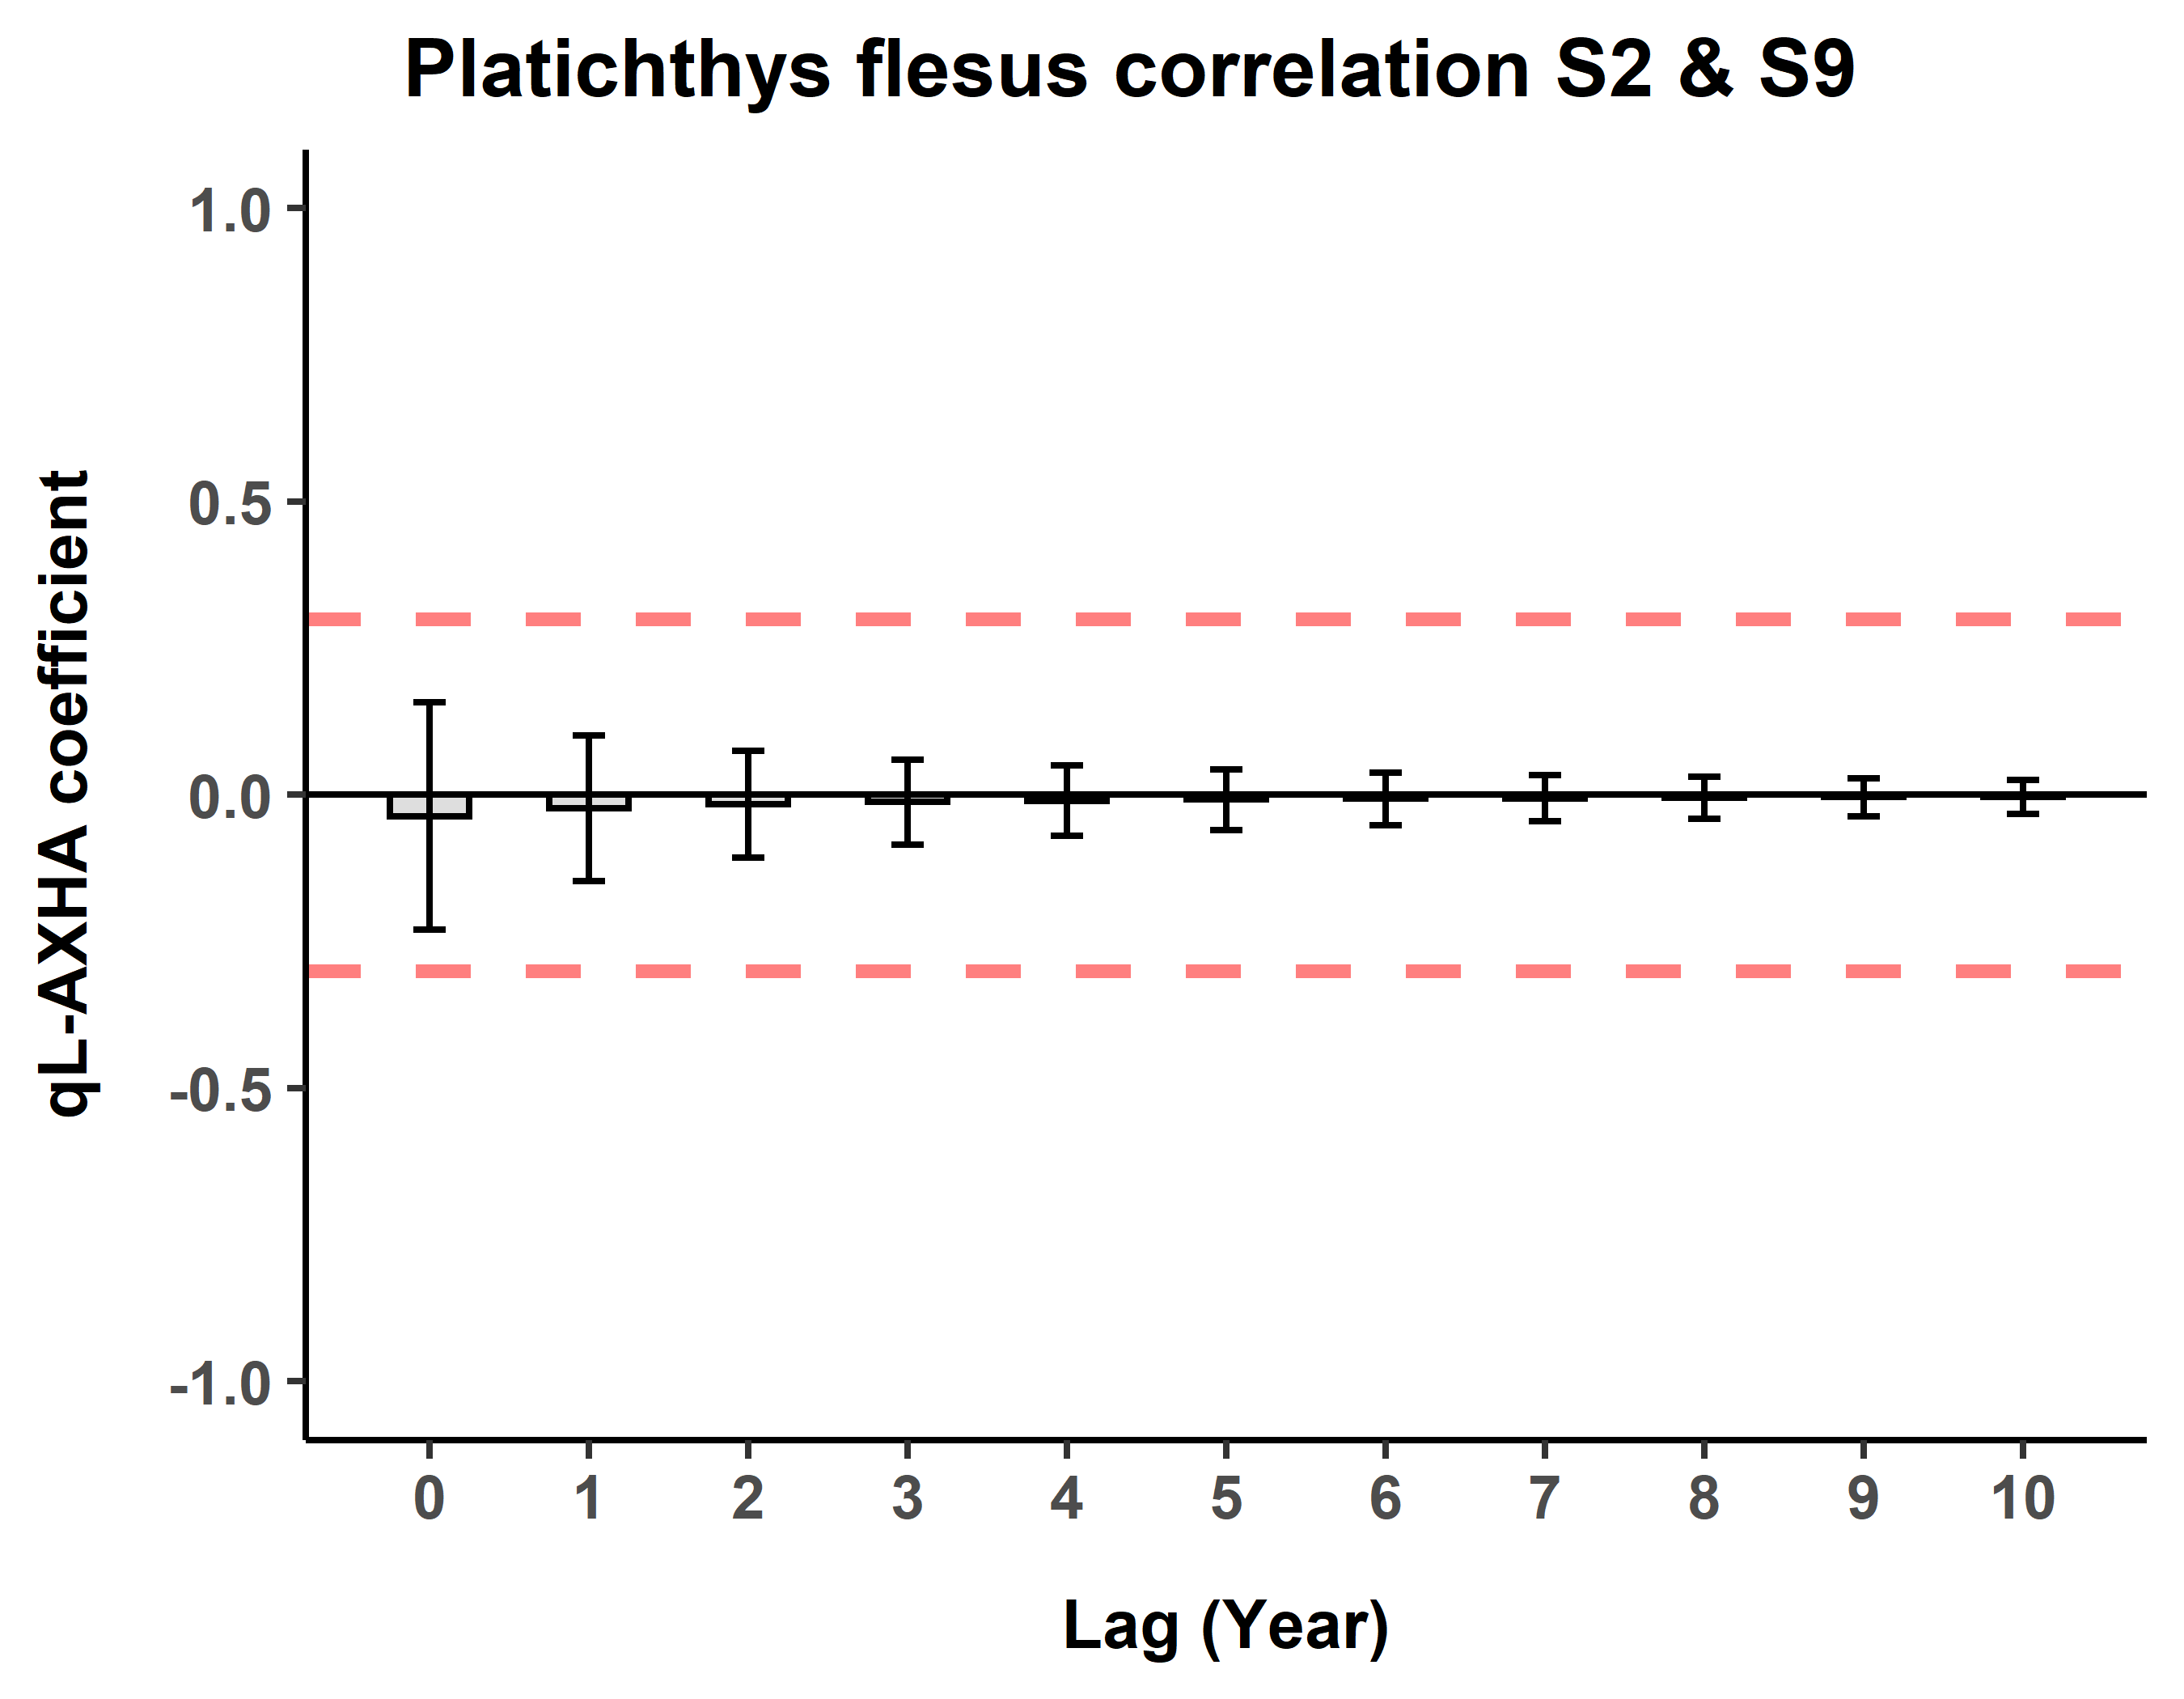 Platichthys flesus correlation S2 & S9
qL-AXHA coefficient
1.0
0.5
0.0
-0.5
-1.0
0 1 2 3 4 5 6 7 8 9 10
Lag (Year)